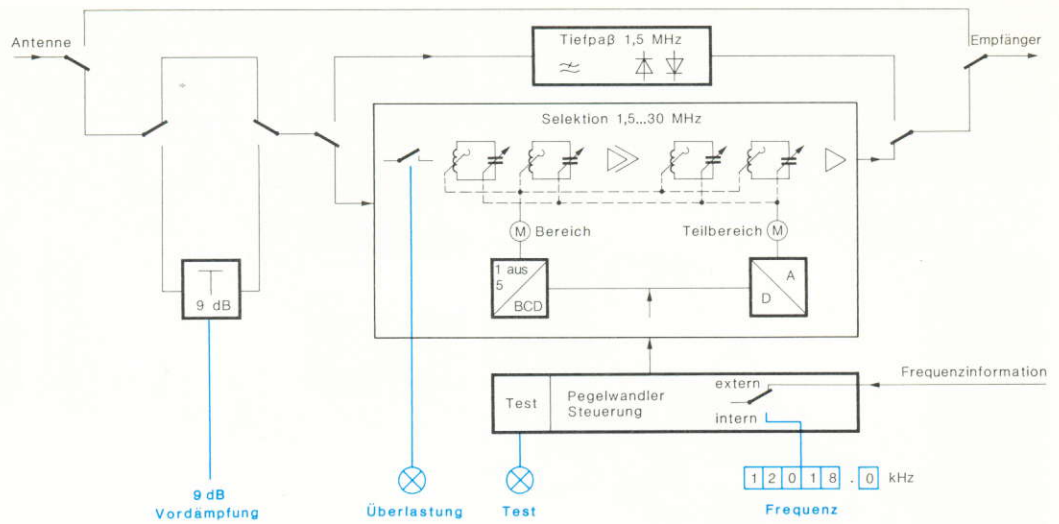 Antenne
Tiefpaß 1,5 MHz
Empfänger
Selektion 1,5...30 MHz
M Bereich
Teilbereich M
1 aus
5
BCD
A
D
9 dB
Frequenzinformation
Test
Pegelwandler
Steuerung
extern
intern
1 2 0 1 8 . 0 kHz
9 dB
Vordämpfung
Überlastung
Test
Frequenz